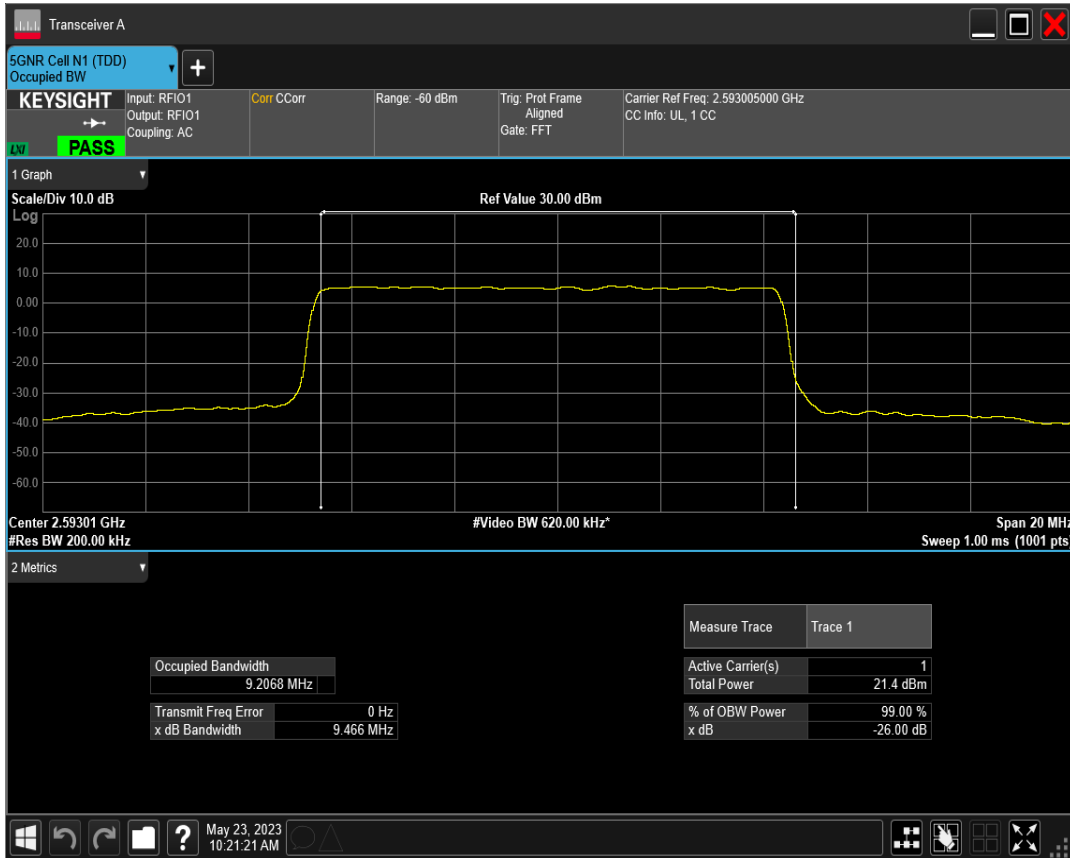 Transceiver A
5GNR Cell N1 (TDD)
Occupied BW
+
KEYSIGHT
LXI
PASS
Input: RFIO1
Output: RFIO1
Coupling: AC
Corr CCorr
Range: -60 dBm
Trig: Prot Frame
Aligned
Gate: FFT
Carrier Ref Freq: 2.593005000 GHz
CC Info: UL, 1 CC
1 Graph
Scale/Div 10.0 dB
Ref Value 30.00 dBm
Log
20.0
10.0
0.00
-10.0
-20.0
-30.0
-40.0
-50.0
-60.0
Center 2.59301 GHz
#Video BW 620.00 kHz*
Span 20 MHz
#Res BW 200.00 kHz
Sweep 1.00 ms (1001 pts)
2 Metrics
Measure Trace Trace 1
Occupied Bandwidth
9.2068 MHz
Transmit Freq Error 0 Hz
x dB Bandwidth 9.466 MHz
Active Carrier(s) 1
Total Power 21.4 dBm
% of OBW Power 99.00 %
x dB -26.00 dB
?
May 23, 2023
10:21:21 AM